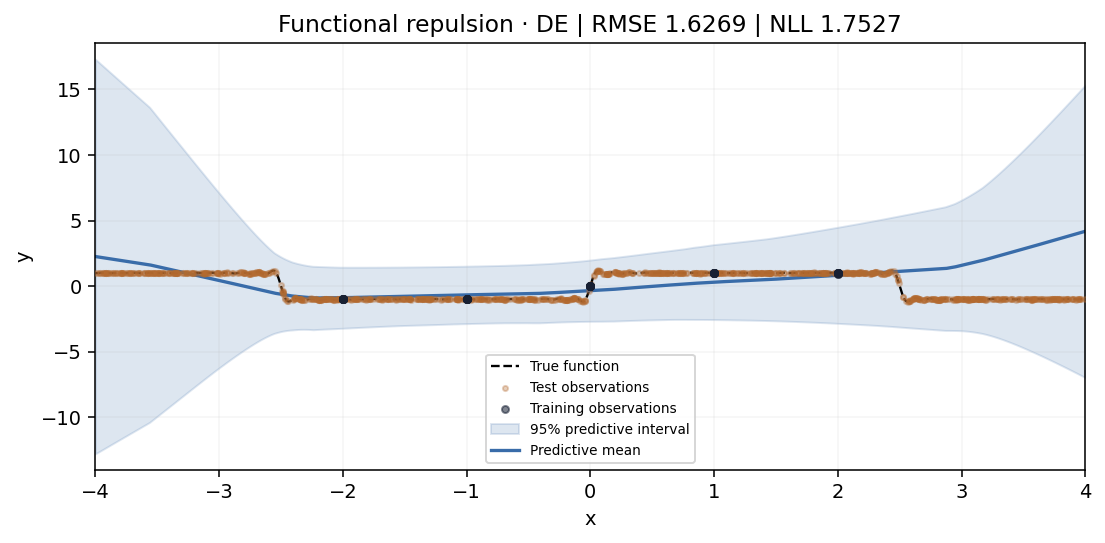 Functional repulsion · DE | RMSE 1.6269 | NLL 1.7527
15
10
5
0
−5
−10
y
True function
Test observations
Training observations
95% predictive interval
Predictive mean
−4 −3 −2 −1 0 1 2 3 4
x